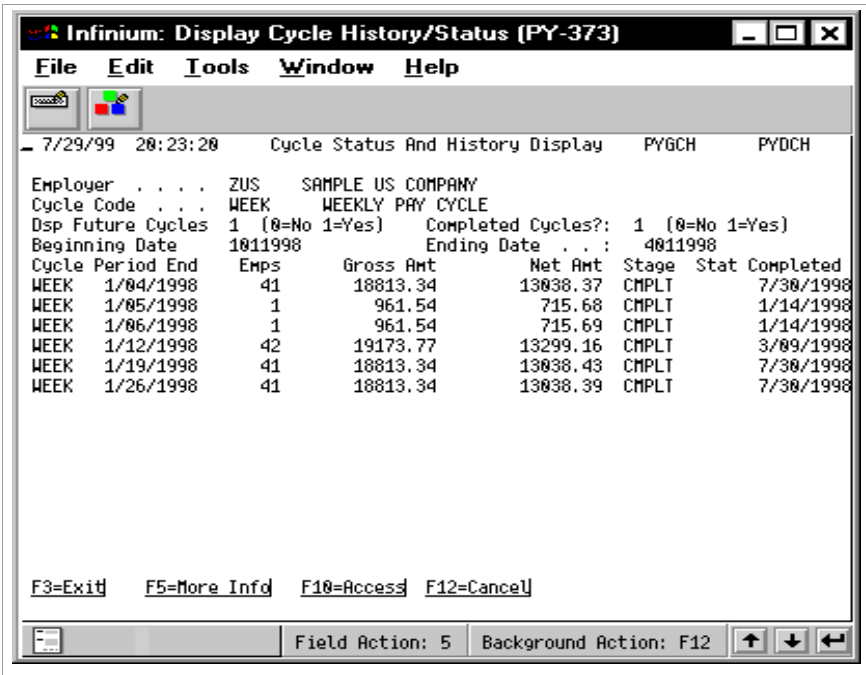 Infinium: Display Cycle History/Status (PY-373)
File Edit Tools Window Help
7/29/99 20:23:20 Cycle Status And History Display PYGCH PYDCH
Employer . . . . ZUS SAMPLE US COMPANY
Cycle Code . . . WEEK WEEKLY PAY CYCLE
Dsp Future Cycles 1 (0=No 1=Yes) Completed Cycles?: 1 (0=No 1=Yes)
Beginning Date 1011998 Ending Date . . : 4011998
Cycle Period End Emps Gross Amt Net Amt Stage Stat Completed
WEEK 1/04/1998 41 18813.34 13038.37 CMPLT 7/30/1998
WEEK 1/05/1998 1 961.54 715.68 CMPLT 1/14/1998
WEEK 1/06/1998 1 961.54 715.69 CMPLT 1/14/1998
WEEK 1/12/1998 42 19173.77 13299.16 CMPLT 3/09/1998
WEEK 1/19/1998 41 18813.34 13038.43 CMPLT 7/30/1998
WEEK 1/26/1998 41 18813.34 13038.39 CMPLT 7/30/1998
F3=Exit F5=More Info F10=Access F12=Cancel
Field Action: 5 Background Action: F12